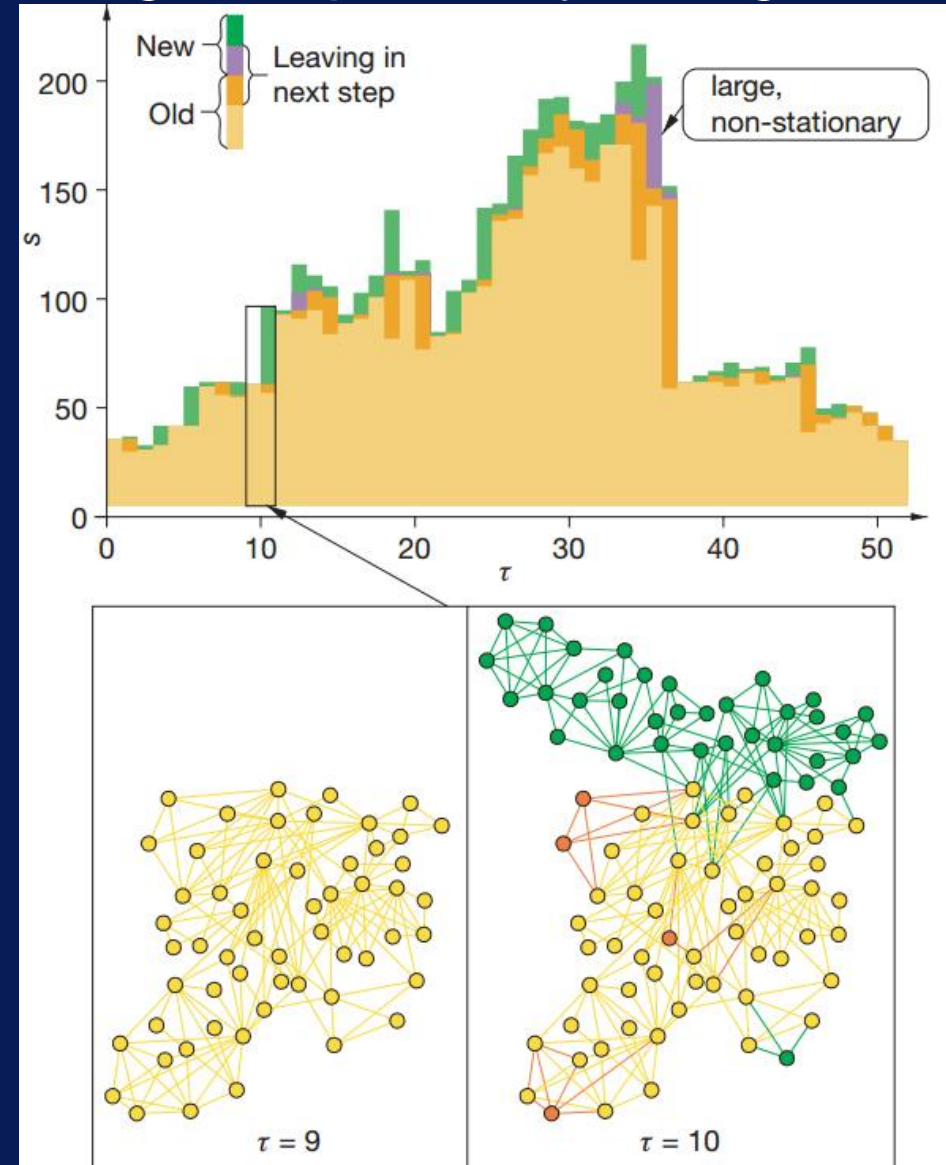 New
Old
Leaving in
next step
large,
non-stationary
200
150
100
50
0
s
0 10 20 30 40 50
τ
τ = 9
τ = 10